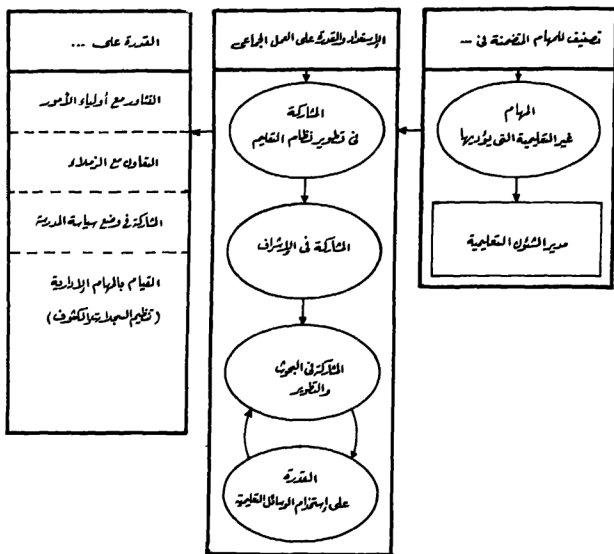 تصنيف للمهام المتضمنة فى ...
المهام
غير التعليمية التى يؤديها
مدير الشئون التعليمية
الإستعداد والقدرة على العمل الجماعى
المشاركة
فى تطوير نظام التعليم
المشاركة فى الإشراف
المشاركة فى البحوث
والتطوير
القدرة
على إستخدام الوسائل التعليمية
القدرة على ...
التشاور مع أولياء الأمور
التعاون مع الزملاء
المشاركة فى وضع سياسة المدرسة
القيام بالمهام الإدارية
(تنظيم السجلات والكشوف)